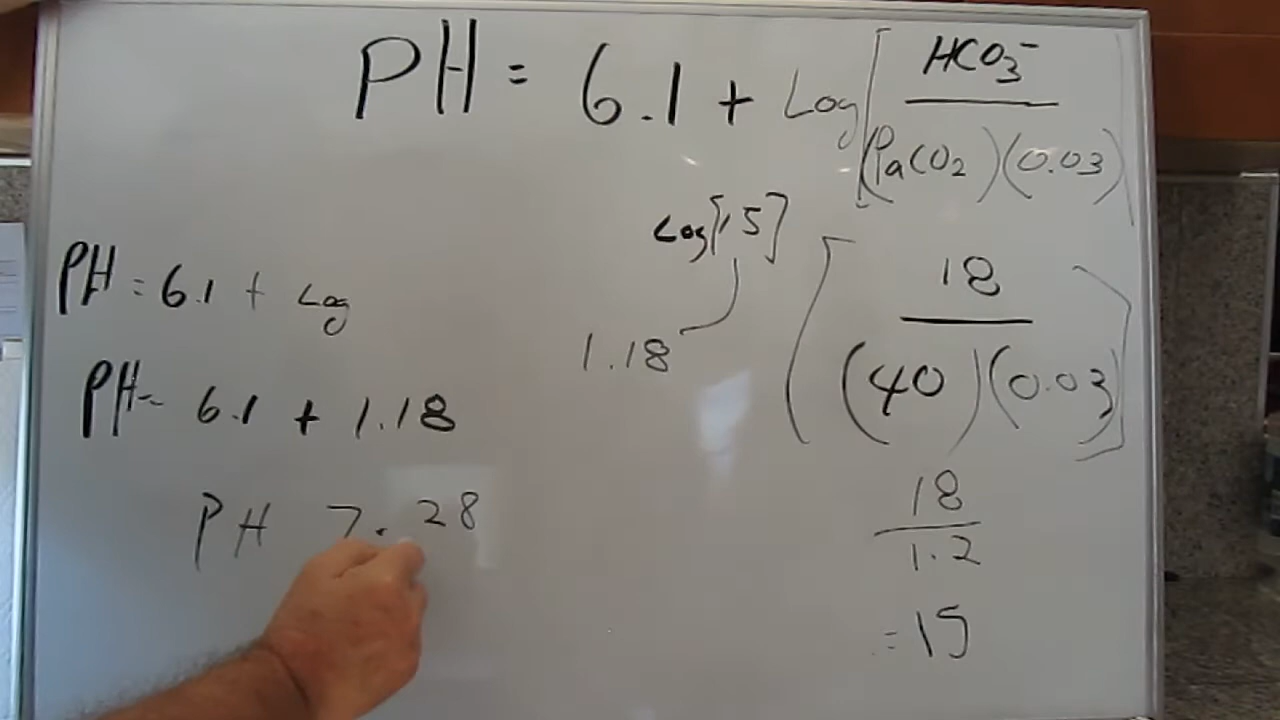 PH = 6.1 + Log [ HCO3⁻ / (PaCO2)(0.03) ]
Log[15]
1.18
[ 18 / (40)(0.03) ]
18 / 1.2
= 15
PH = 6.1 + Log
PH = 6.1 + 1.18
PH 7.28